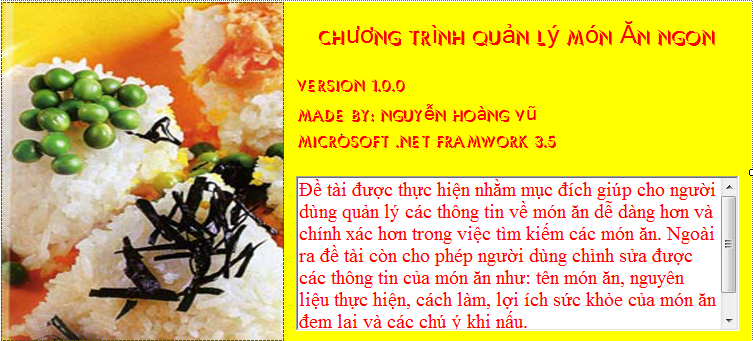 CHƯƠNG TRÌNH QUẢN LÝ MÓN ĂN NGON
VERSION 1.0.0
MADE BY: NGUYỄN HOÀNG VŨ
MICROSOFT .NET FRAMWORK 3.5
Đề tài được thực hiện nhằm mục đích giúp cho người
dùng quản lý các thông tin về món ăn dễ dàng hơn và
chính xác hơn trong việc tìm kiếm các món ăn. Ngoài
ra đề tài còn cho phép người dùng chỉnh sửa được
các thông tin của món ăn như: tên món ăn, nguyên
liệu thực hiện, cách làm, lợi ích sức khỏe của món ăn
đem lại và các chú ý khi nấu.